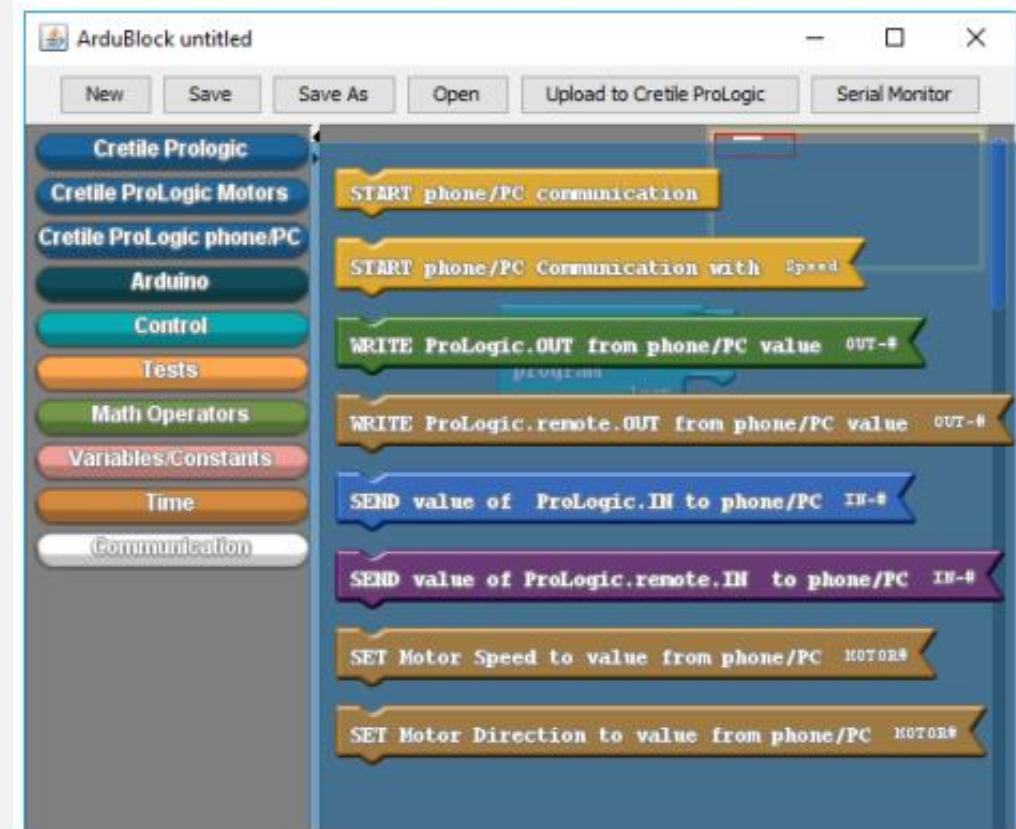 ArduBlock untitled
New Save Save As Open Upload to Cretile ProLogic Serial Monitor
Cretile Prologic
Cretile ProLogic Motors
Cretile ProLogic phone/PC
Arduino
Control
Tests
Math Operators
Variables/Constants
Time
Communication
START phone/PC communication
START phone/PC Communication with Speed
program
WRITE ProLogic.OUT from phone/PC value OUT-#
WRITE ProLogic.remote.OUT from phone/PC value OUT-#
SEND value of ProLogic.IN to phone/PC IN-#
SEND value of ProLogic.remote.IN to phone/PC IN-#
SET Motor Speed to value from phone/PC MOTOR#
SET Motor Direction to value from phone/PC MOTOR#